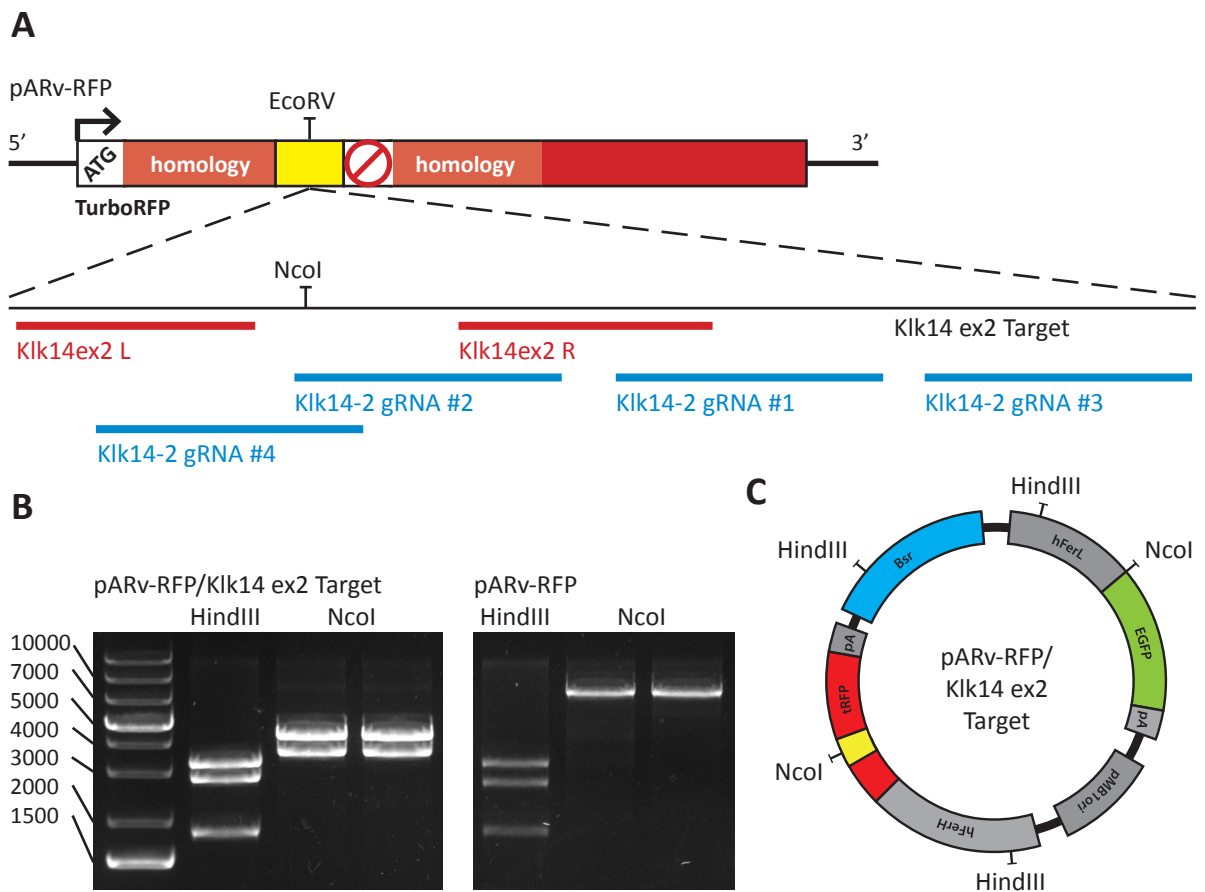 A
pARv-RFP
EcoRV
5’
ATG
homology
homology
3’
TurboRFP
NcoI
Klk14 ex2 Target
Klk14ex2 L
Klk14ex2 R
Klk14-2 gRNA #2
Klk14-2 gRNA #1
Klk14-2 gRNA #3
Klk14-2 gRNA #4
B
pARv-RFP/Klk14 ex2 Target
HindIII
NcoI
pARv-RFP
HindIII
NcoI
10000
7000
5000
4000
3000
2000
1500
C
HindIII
HindIII
NcoI
Bsr
hFerL
EGFP
pA
pMB1ori
hFerH
tRFP
pA
pARv-RFP/
Klk14 ex2
Target
NcoI
HindIII